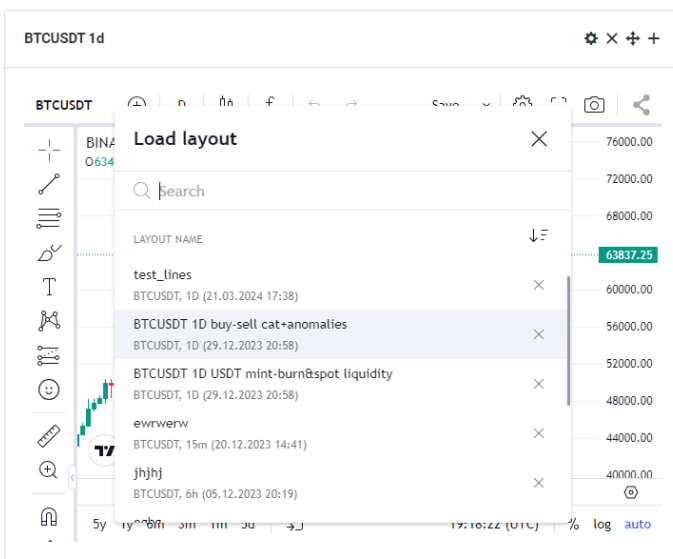 BTCUSDT 1d
BTCUSDT
D
Save
BINA
Load layout
76000.00
O634
Search
72000.00
68000.00
LAYOUT NAME
63837.25
test_lines
BTCUSDT, 1D (21.03.2024 17:38)
60000.00
BTCUSDT 1D buy-sell cat+anomalies
BTCUSDT, 1D (29.12.2023 20:58)
56000.00
BTCUSDT 1D USDT mint-burn&spot liquidity
BTCUSDT, 1D (29.12.2023 20:58)
52000.00
48000.00
ewrwerw
BTCUSDT, 15m (20.12.2023 14:41)
44000.00
jhjhj
BTCUSDT, 6h (05.12.2023 20:19)
40000.00
5y 1y 6m 3m 1m 5d 19:18:22 (UTC) % log auto